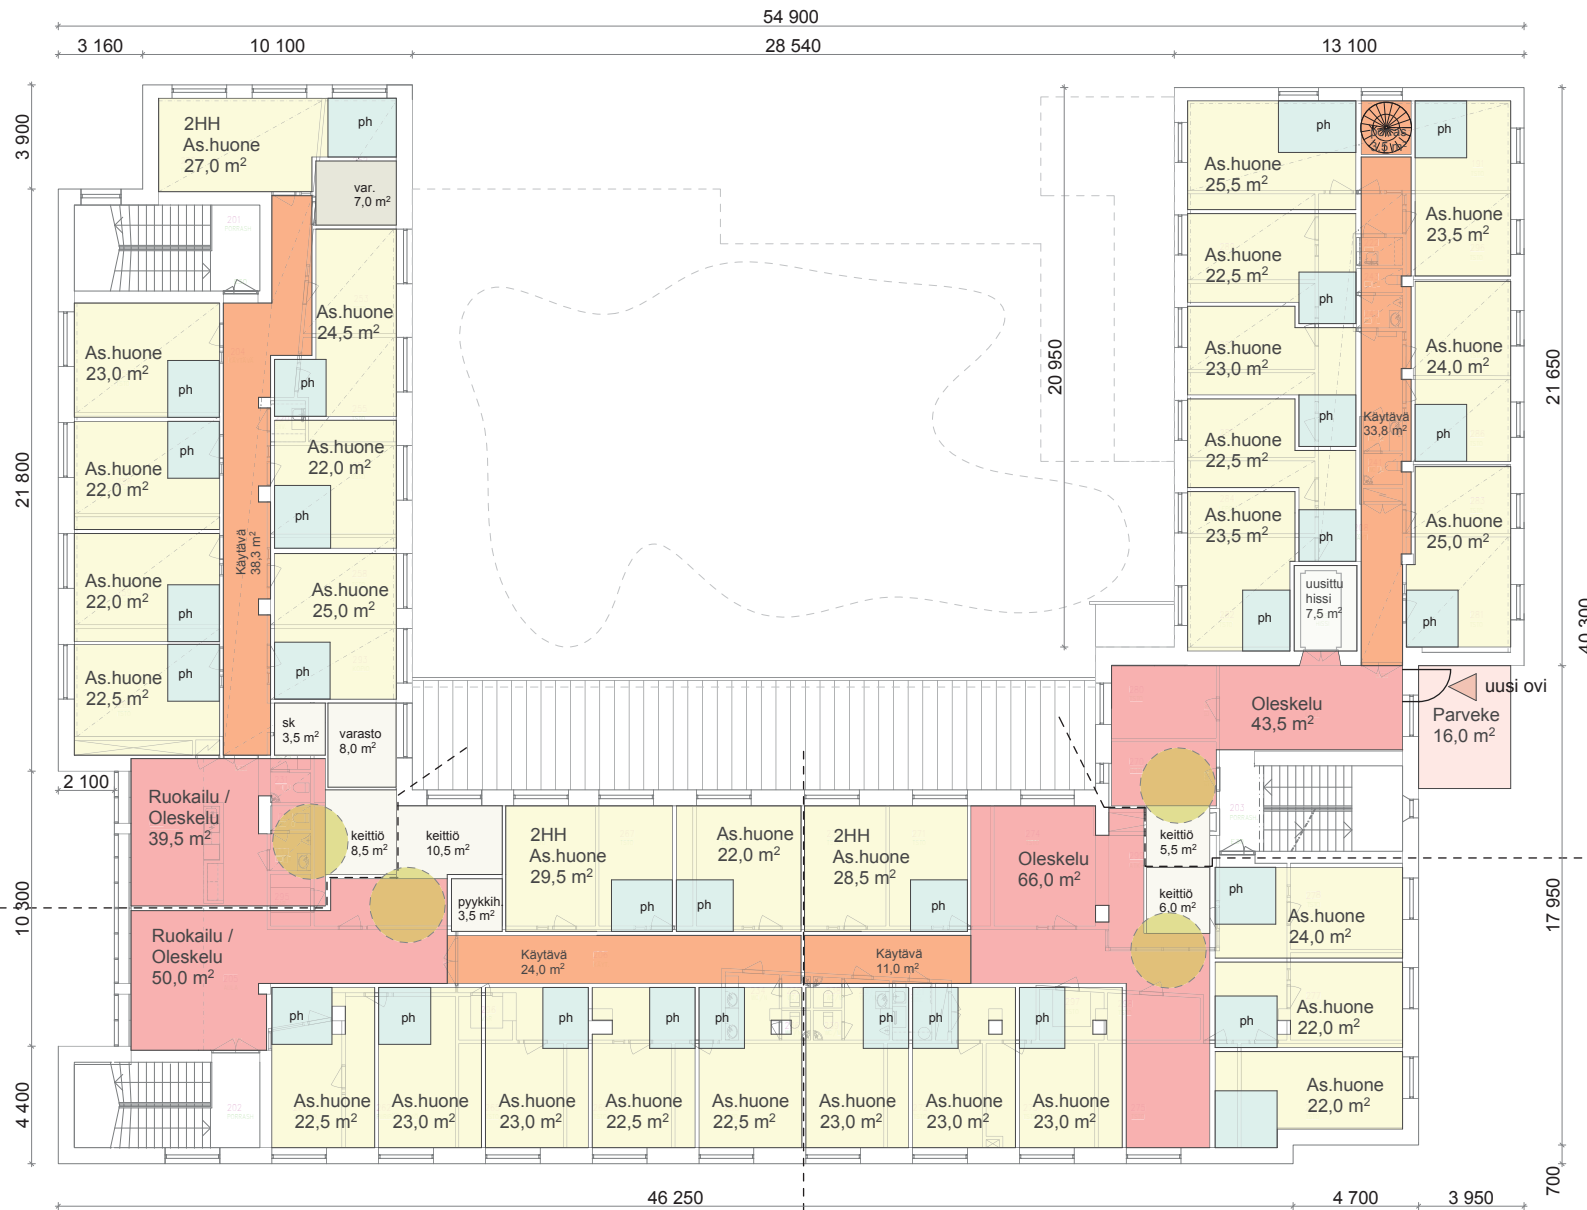 54 900
3 160
10 100
28 540
13 100
3 900
21 800
2 100
10 300
4 400
20 950
21 650
40 300
17 950
700
46 250
4 700
3 950
2HH
As.huone
27,0 m²
ph
var.
7,0 m²
201
As.huone
24,5 m²
ph
As.huone
23,0 m²
ph
As.huone
22,0 m²
ph
As.huone
22,0 m²
ph
As.huone
22,0 m²
ph
As.huone
25,0 m²
ph
As.huone
22,5 m²
ph
Käytävä
38,3 m²
sk
3,5 m²
varasto
8,0 m²
Ruokailu /
Oleskelu
39,5 m²
keittiö
8,5 m²
keittiö
10,5 m²
pyykkih.
3,5 m²
Ruokailu /
Oleskelu
50,0 m²
202
2HH
As.huone
29,5 m²
ph
As.huone
22,0 m²
ph
2HH
As.huone
28,5 m²
ph
Oleskelu
66,0 m²
Käytävä
24,0 m²
Käytävä
11,0 m²
ph
As.huone
22,5 m²
ph
As.huone
23,0 m²
ph
As.huone
23,0 m²
ph
As.huone
22,5 m²
ph
As.huone
22,5 m²
ph
As.huone
23,0 m²
ph
As.huone
23,0 m²
ph
As.huone
23,0 m²
As.huone
25,5 m²
ph
ph
As.huone
23,5 m²
As.huone
22,5 m²
ph
As.huone
23,0 m²
ph
As.huone
24,0 m²
ph
Käytävä
33,8 m²
As.huone
22,5 m²
ph
As.huone
23,5 m²
ph
As.huone
25,0 m²
ph
uusittu
hissi
7,5 m²
Oleskelu
43,5 m²
uusi ovi
Parveke
16,0 m²
203
keittiö
5,5 m²
keittiö
6,0 m²
ph
As.huone
24,0 m²
ph
As.huone
22,0 m²
As.huone
22,0 m²